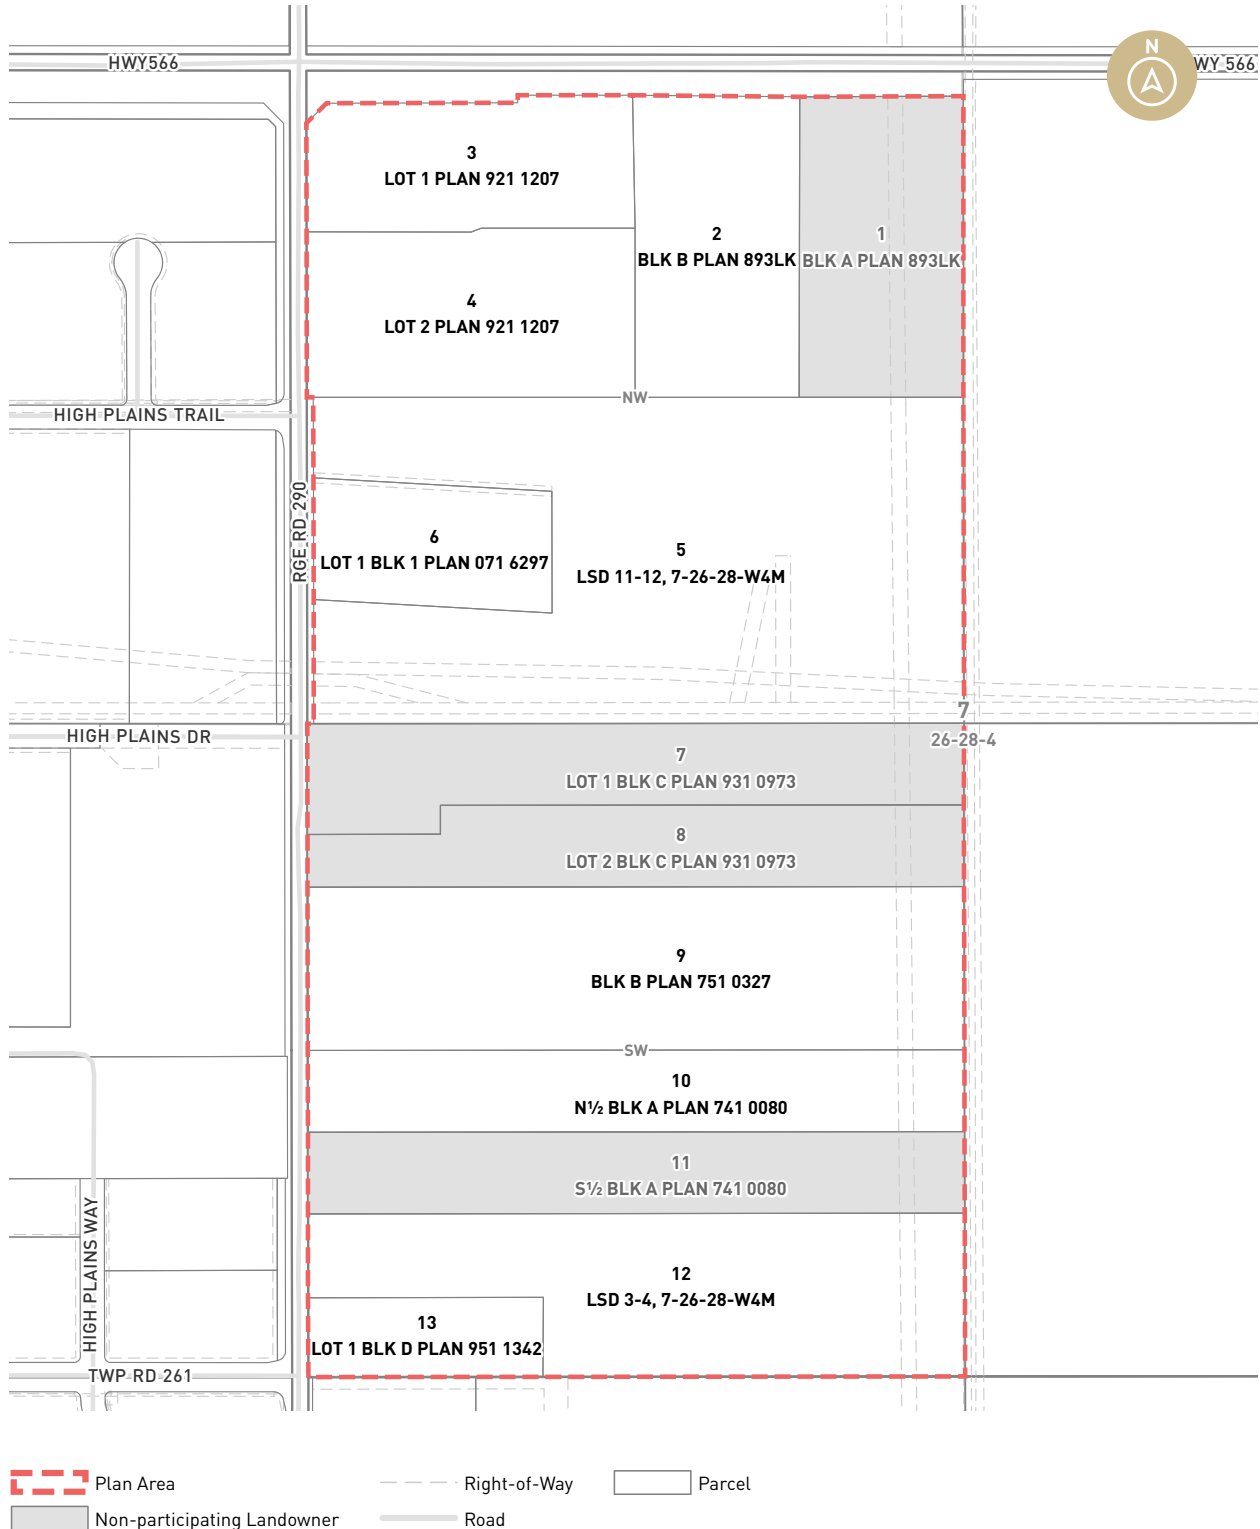 N
HWY566
WY 566
3
LOT 1 PLAN 921 1207
2
BLK B PLAN 893LK
1
BLK A PLAN 893LK
4
LOT 2 PLAN 921 1207
NW
HIGH PLAINS TRAIL
RGE RD 290
6
LOT 1 BLK 1 PLAN 071 6297
5
LSD 11-12, 7-26-28-W4M
7
26-28-4
HIGH PLAINS DR
7
LOT 1 BLK C PLAN 931 0973
8
LOT 2 BLK C PLAN 931 0973
9
BLK B PLAN 751 0327
SW
10
N½ BLK A PLAN 741 0080
11
S½ BLK A PLAN 741 0080
HIGH PLAINS WAY
12
LSD 3-4, 7-26-28-W4M
13
LOT 1 BLK D PLAN 951 1342
TWP RD 261
Plan Area
Right-of-Way
Parcel
Non-participating Landowner
Road